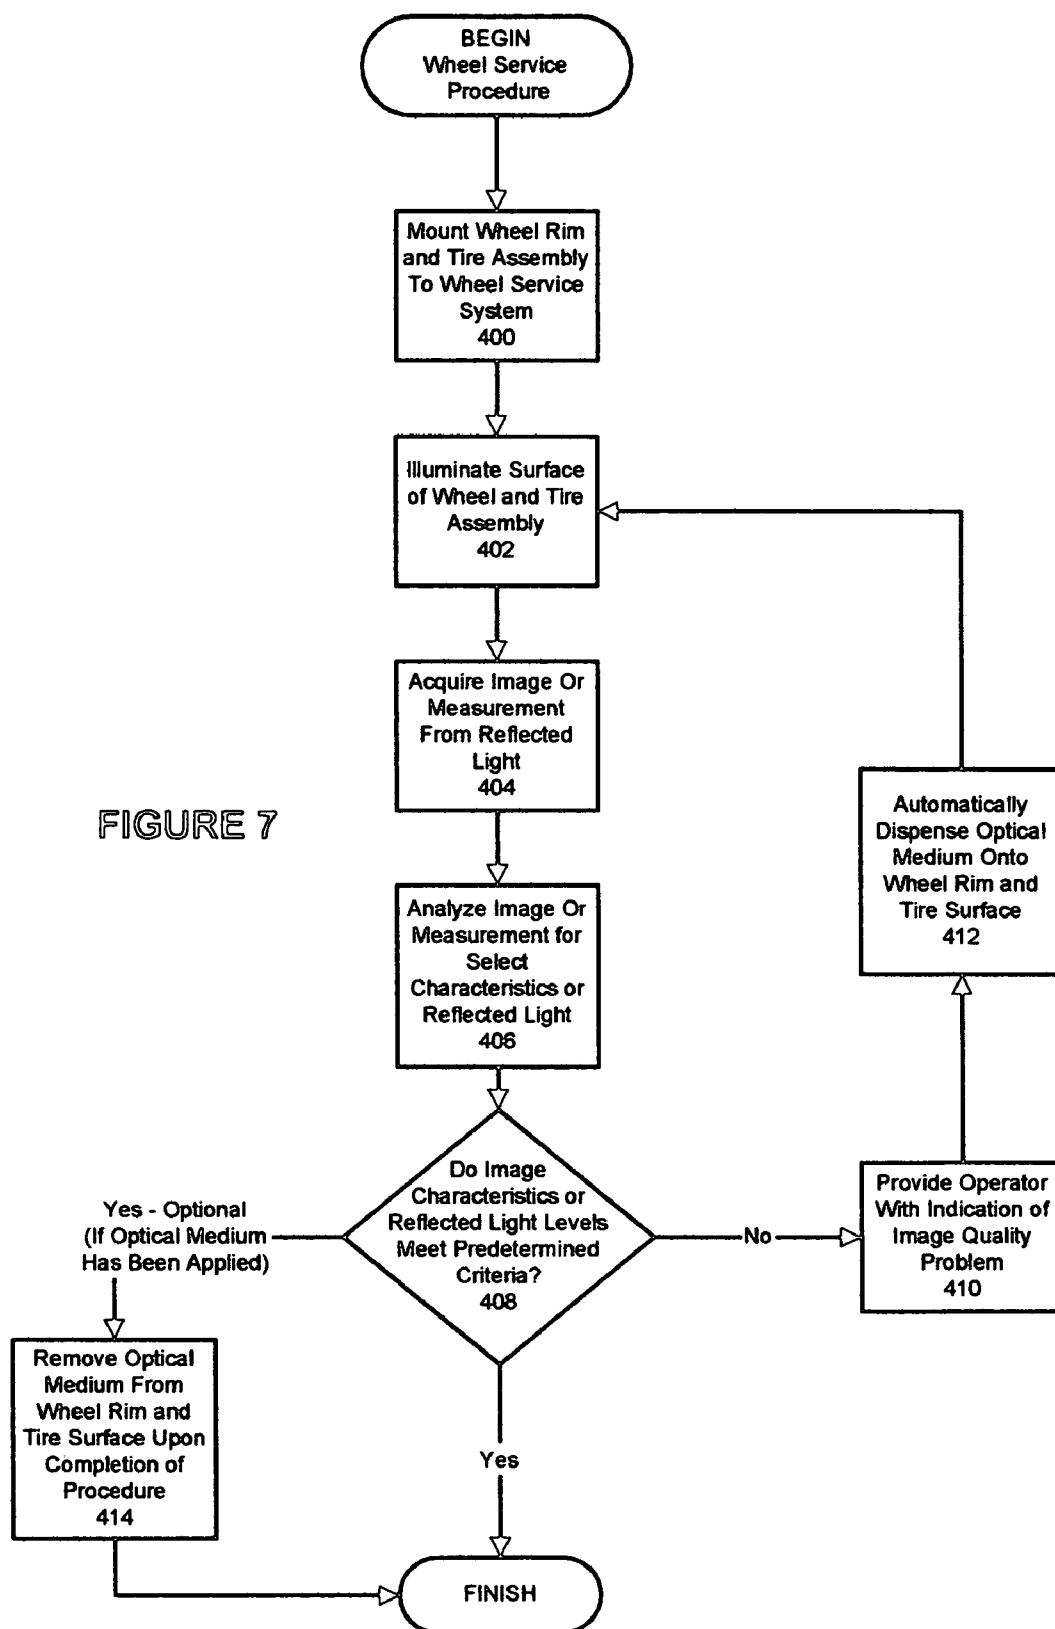 BEGIN
Wheel Service
Procedure
Mount Wheel Rim
and Tire Assembly
To Wheel Service
System
400
Illuminate Surface
of Wheel and Tire
Assembly
402
Acquire Image Or
Measurement
From Reflected
Light
404
FIGURE 7
Automatically
Dispense Optical
Medium Onto
Wheel Rim and
Tire Surface
412
Analyze Image Or
Measurement for
Select
Characteristics or
Reflected Light
406
Do Image
Characteristics or
Reflected Light Levels
Meet Predetermined
Criteria?
408
Yes - Optional
(If Optical Medium
Has Been Applied)
No
Provide Operator
With Indication of
Image Quality
Problem
410
Remove Optical
Medium From
Wheel Rim and
Tire Surface Upon
Completion of
Procedure
414
Yes
FINISH